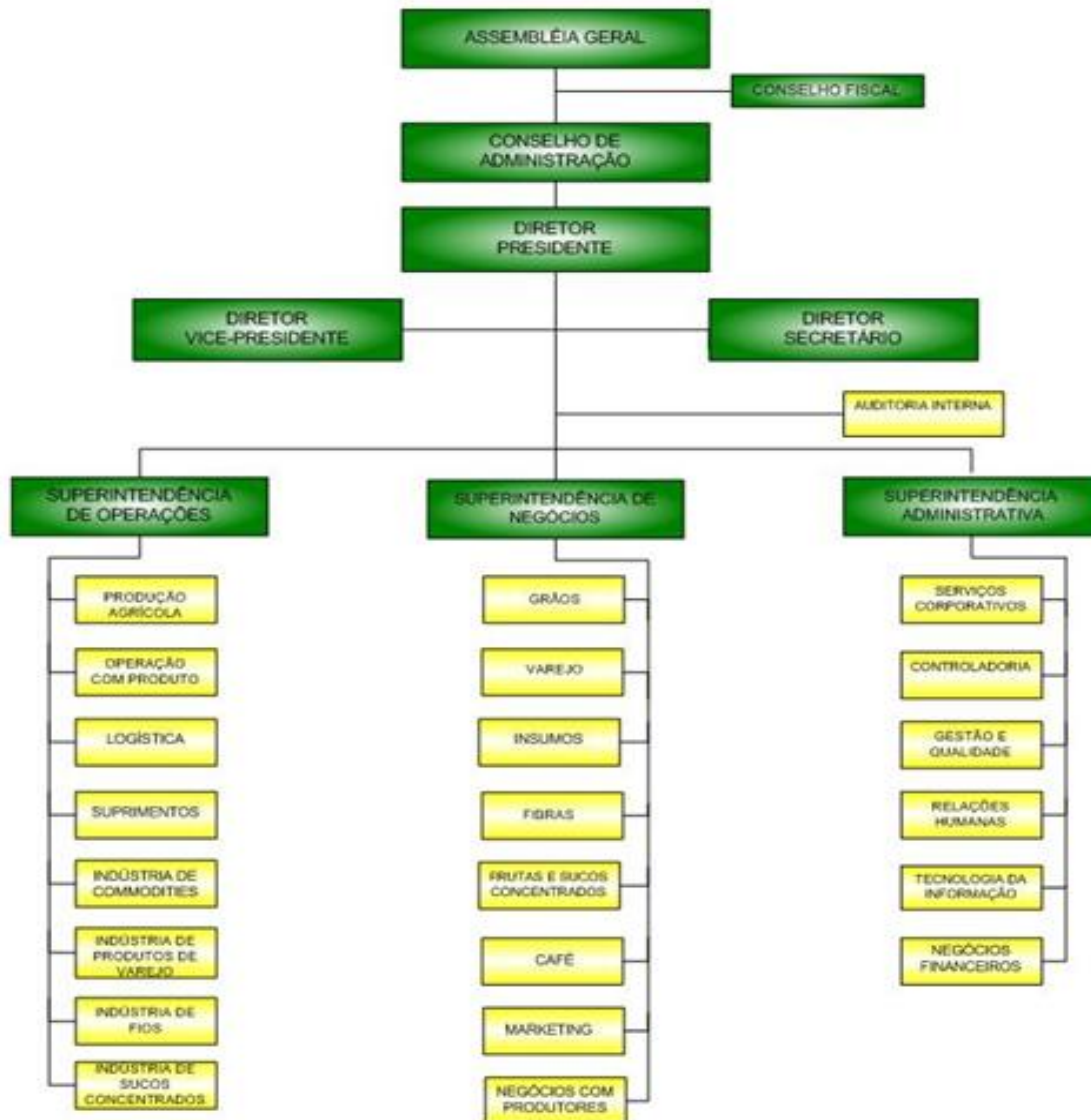 ASSEMBLÉIA GERAL
CONSELHO FISCAL
CONSELHO DE
ADMINISTRAÇÃO
DIRETOR
PRESIDENTE
DIRETOR
VICE-PRESIDENTE
DIRETOR
SECRETÁRIO
AUDITORIA INTERNA
SUPERINTENDÊNCIA
DE OPERAÇÕES
SUPERINTENDÊNCIA DE
NEGÓCIOS
SUPERINTENDÊNCIA
ADMINISTRATIVA
PRODUÇÃO
AGRÍCOLA
OPERAÇÃO
COM PRODUTO
LOGÍSTICA
SUPRIMENTOS
INDÚSTRIA DE
COMMODITIES
INDÚSTRIA DE
PRODUTOS DE
VAREJO
INDÚSTRIA DE
FIOS
INDÚSTRIA DE
SUCOS
CONCENTRADOS
GRÃOS
VAREJO
INSUMOS
FIBRAS
FRUTAS E SUCOS
CONCENTRADOS
CAFÉ
MARKETING
NEGÓCIOS COM
PRODUTORES
SERVIÇOS
CORPORATIVOS
CONTROLADORIA
GESTÃO E
QUALIDADE
RELAÇÕES
HUMANAS
TECNOLOGIA DA
INFORMAÇÃO
NEGÓCIOS
FINANCEIROS